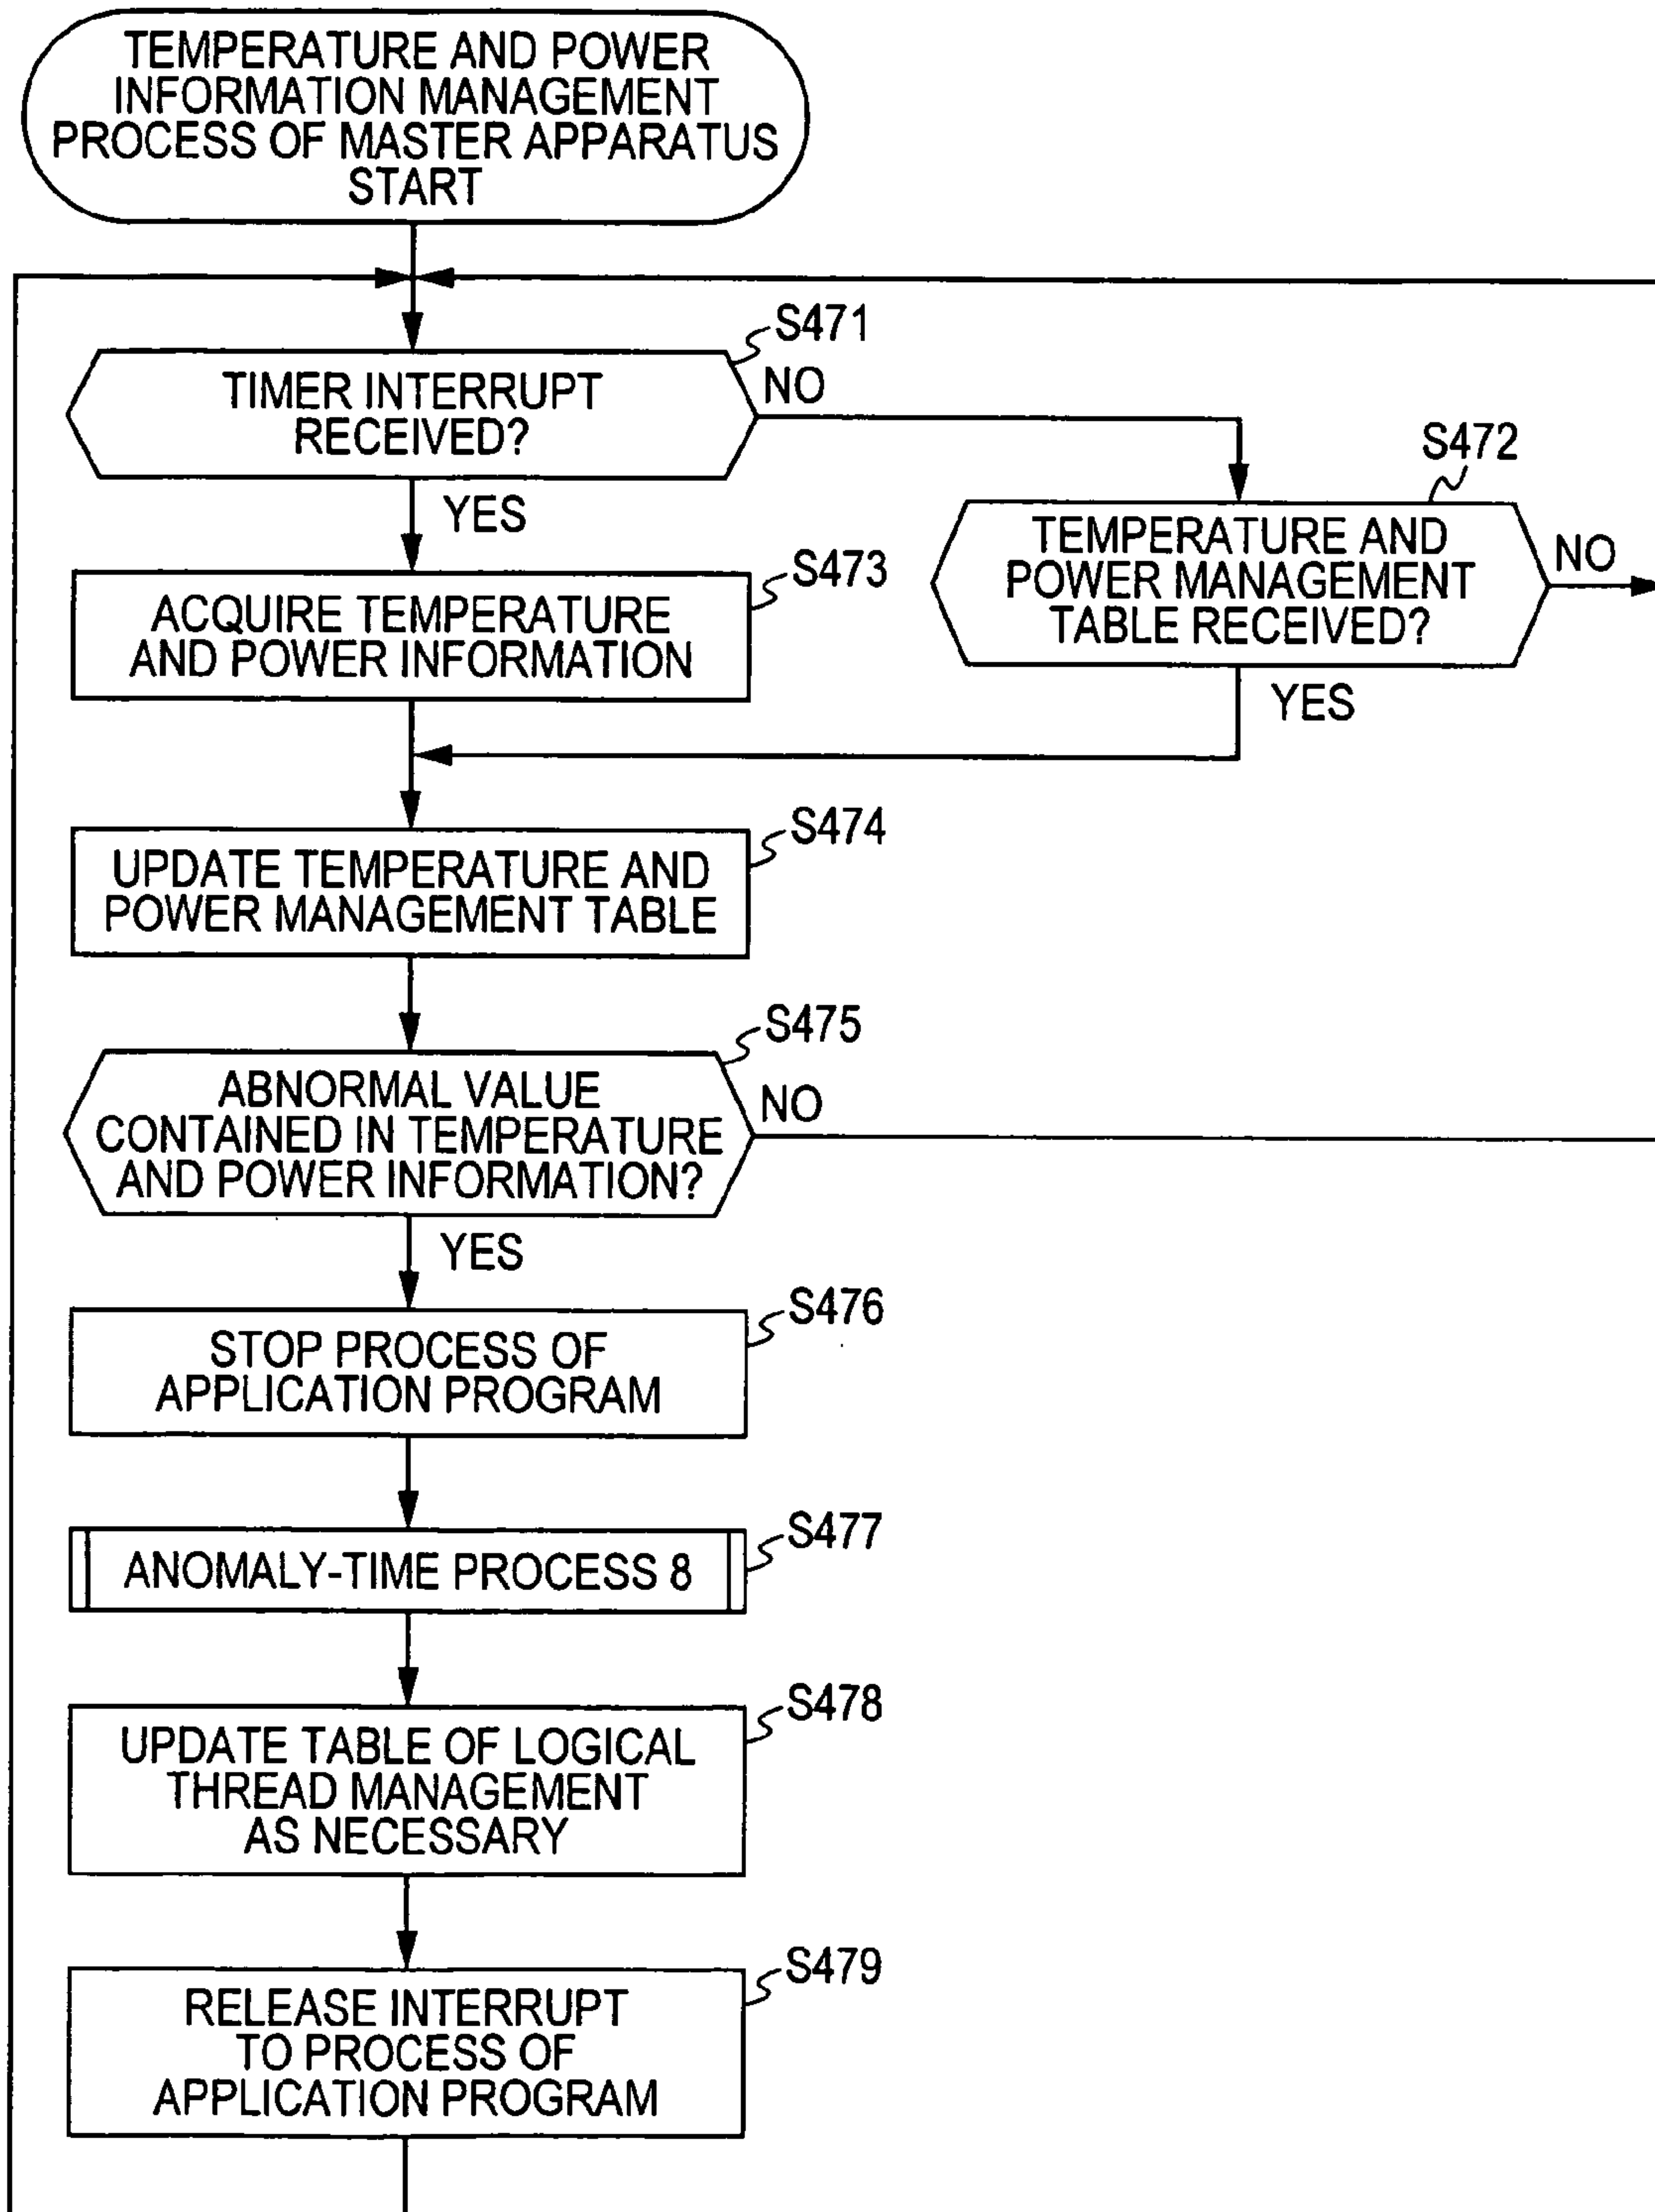 TEMPERATURE AND POWER
INFORMATION MANAGEMENT
PROCESS OF MASTER APPARATUS
START
S471
TIMER INTERRUPT
RECEIVED?
NO
YES
S472
TEMPERATURE AND
POWER MANAGEMENT
TABLE RECEIVED?
NO
YES
S473
ACQUIRE TEMPERATURE
AND POWER INFORMATION
S474
UPDATE TEMPERATURE AND
POWER MANAGEMENT TABLE
S475
ABNORMAL VALUE
CONTAINED IN TEMPERATURE
AND POWER INFORMATION?
NO
YES
S476
STOP PROCESS OF
APPLICATION PROGRAM
S477
ANOMALY-TIME PROCESS 8
S478
UPDATE TABLE OF LOGICAL
THREAD MANAGEMENT
AS NECESSARY
S479
RELEASE INTERRUPT
TO PROCESS OF
APPLICATION PROGRAM